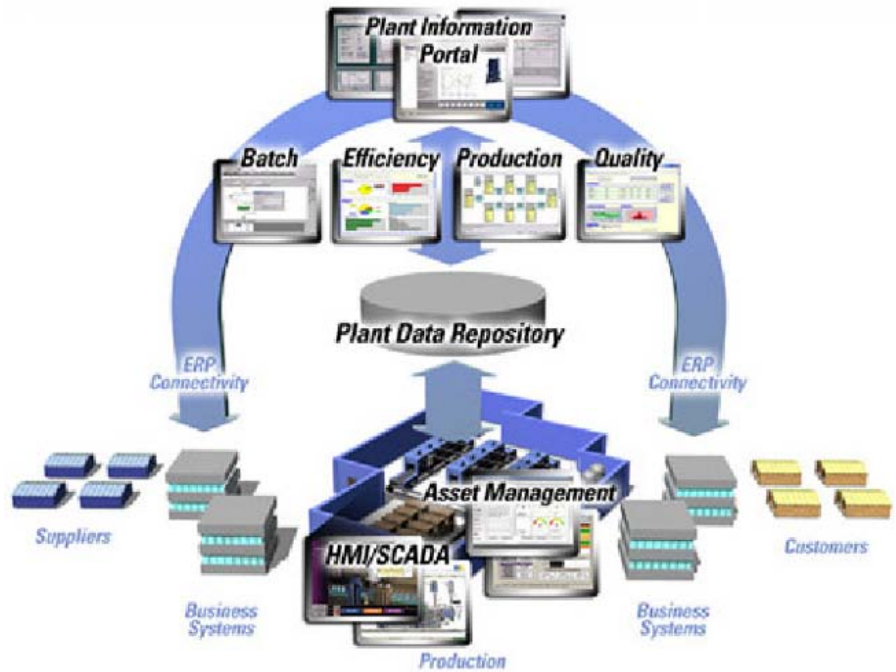 Plant Information
Portal
Batch
Efficiency
Production
Quality
Plant Data Repository
ERP
Connectivity
ERP
Connectivity
Asset Management
Suppliers
HMI/SCADA
Customers
Business
Systems
Business
Systems
Production